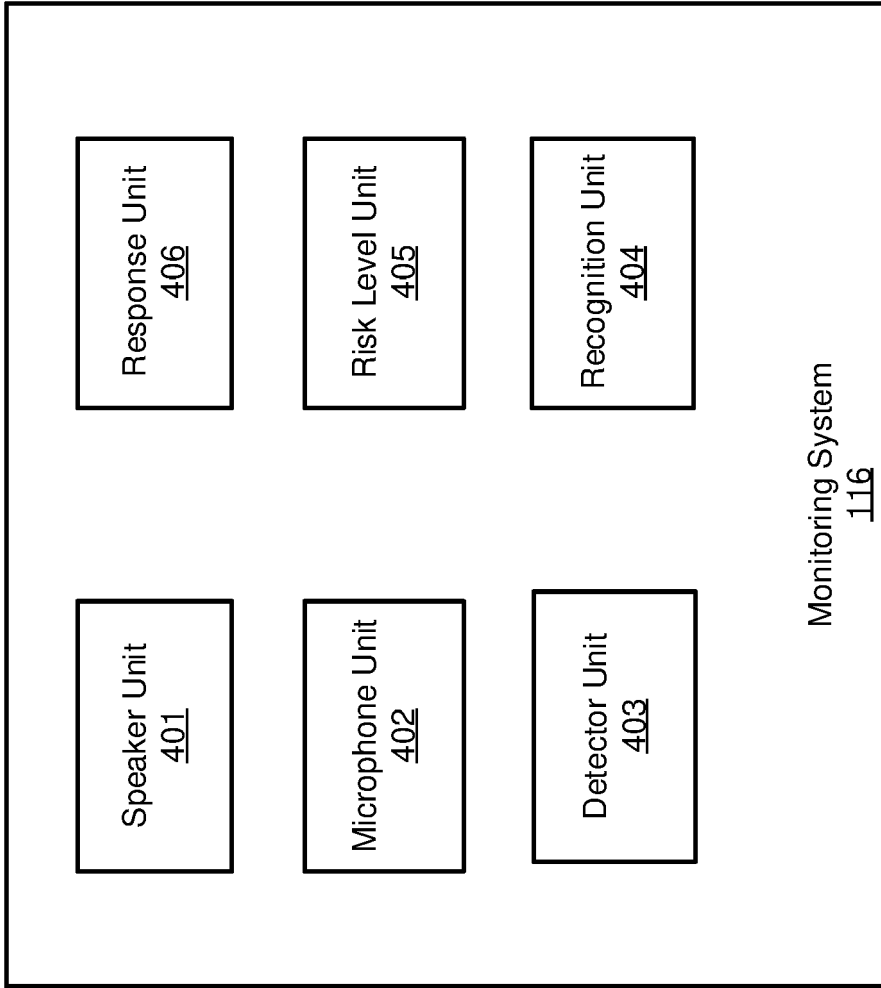 Speaker Unit
401
Response Unit
406
Microphone Unit
402
Risk Level Unit
405
Detector Unit
403
Recognition Unit
404
Monitoring System
116